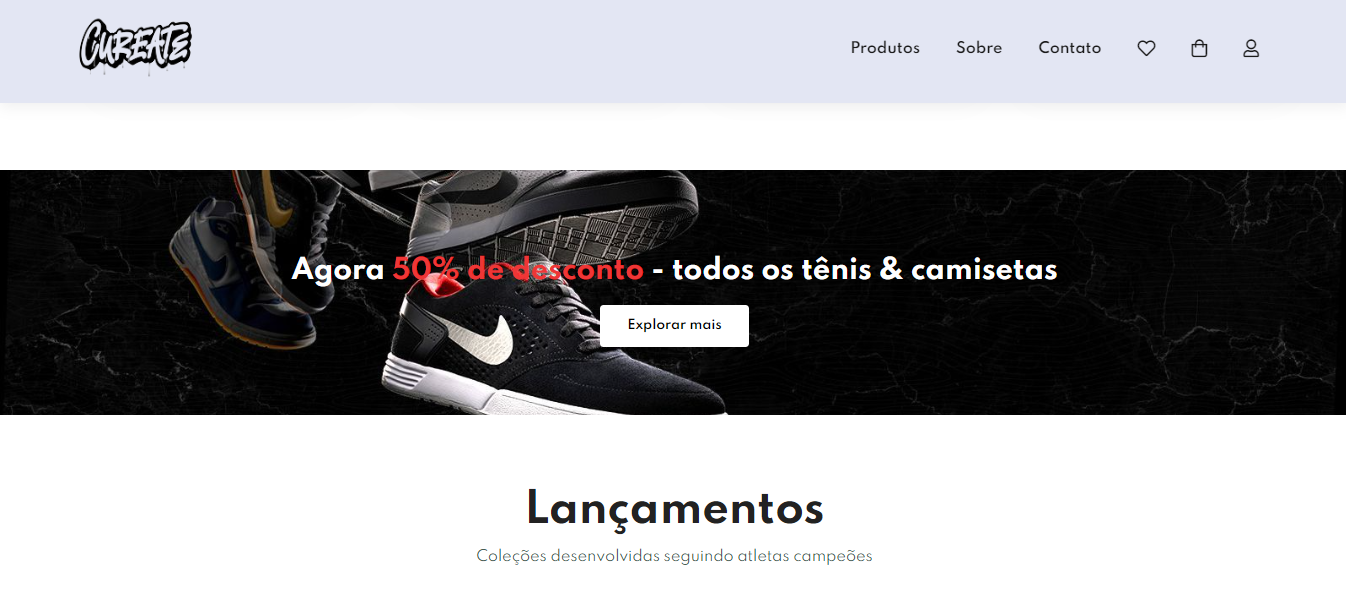 CUREATE
Produtos Sobre Contato
Agora 50% de desconto - todos os tênis & camisetas
Explorar mais
Lançamentos
Coleções desenvolvidas seguindo atletas campeões